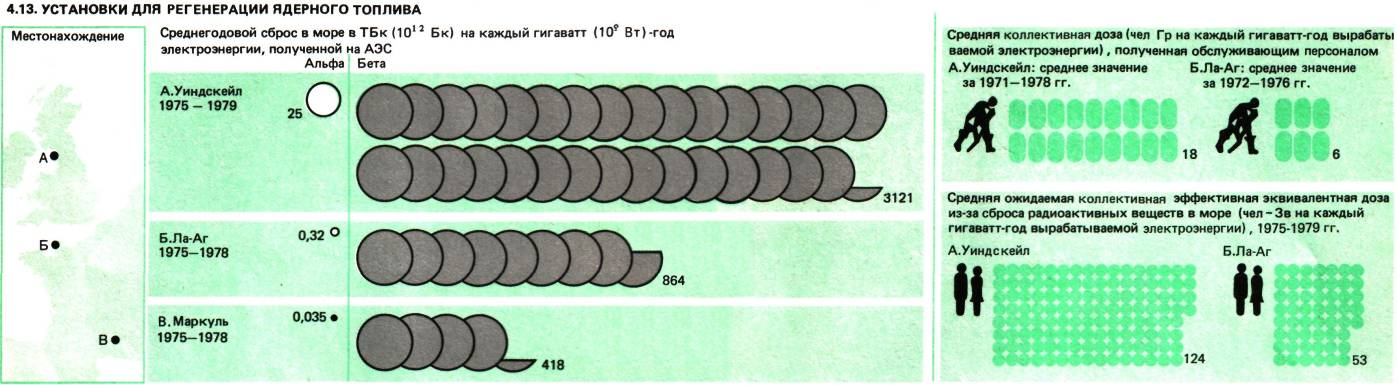 4.13. УСТАНОВКИ ДЛЯ РЕГЕНЕРАЦИИ ЯДЕРНОГО ТОПЛИВА
Местонахождение
А
Б
В
Среднегодовой сброс в море в ТБк (10¹² Бк) на каждый гигаватт (10⁹ Вт)-год
электроэнергии, полученной на АЭС
Альфа Бета
А.Уиндскейл
1975 – 1979
25
3121
Б.Ла-Аг
1975–1978
0,32
864
В. Маркуль
1975–1978
0,035
418
Средняя коллективная доза (чел Гр на каждый гигаватт-год вырабаты
ваемой электроэнергии), полученная обслуживающим персоналом
А.Уиндскейл: среднее значение
за 1971–1978 гг.
18
Б.Ла-Аг: среднее значение
за 1972–1976 гг.
6
Средняя ожидаемая коллективная эффективная эквивалентная доза
из-за сброса радиоактивных веществ в море (чел – Зв на каждый
гигаватт-год вырабатываемой электроэнергии), 1975-1979 гг.
А.Уиндскейл
124
Б.Ла-Аг
53